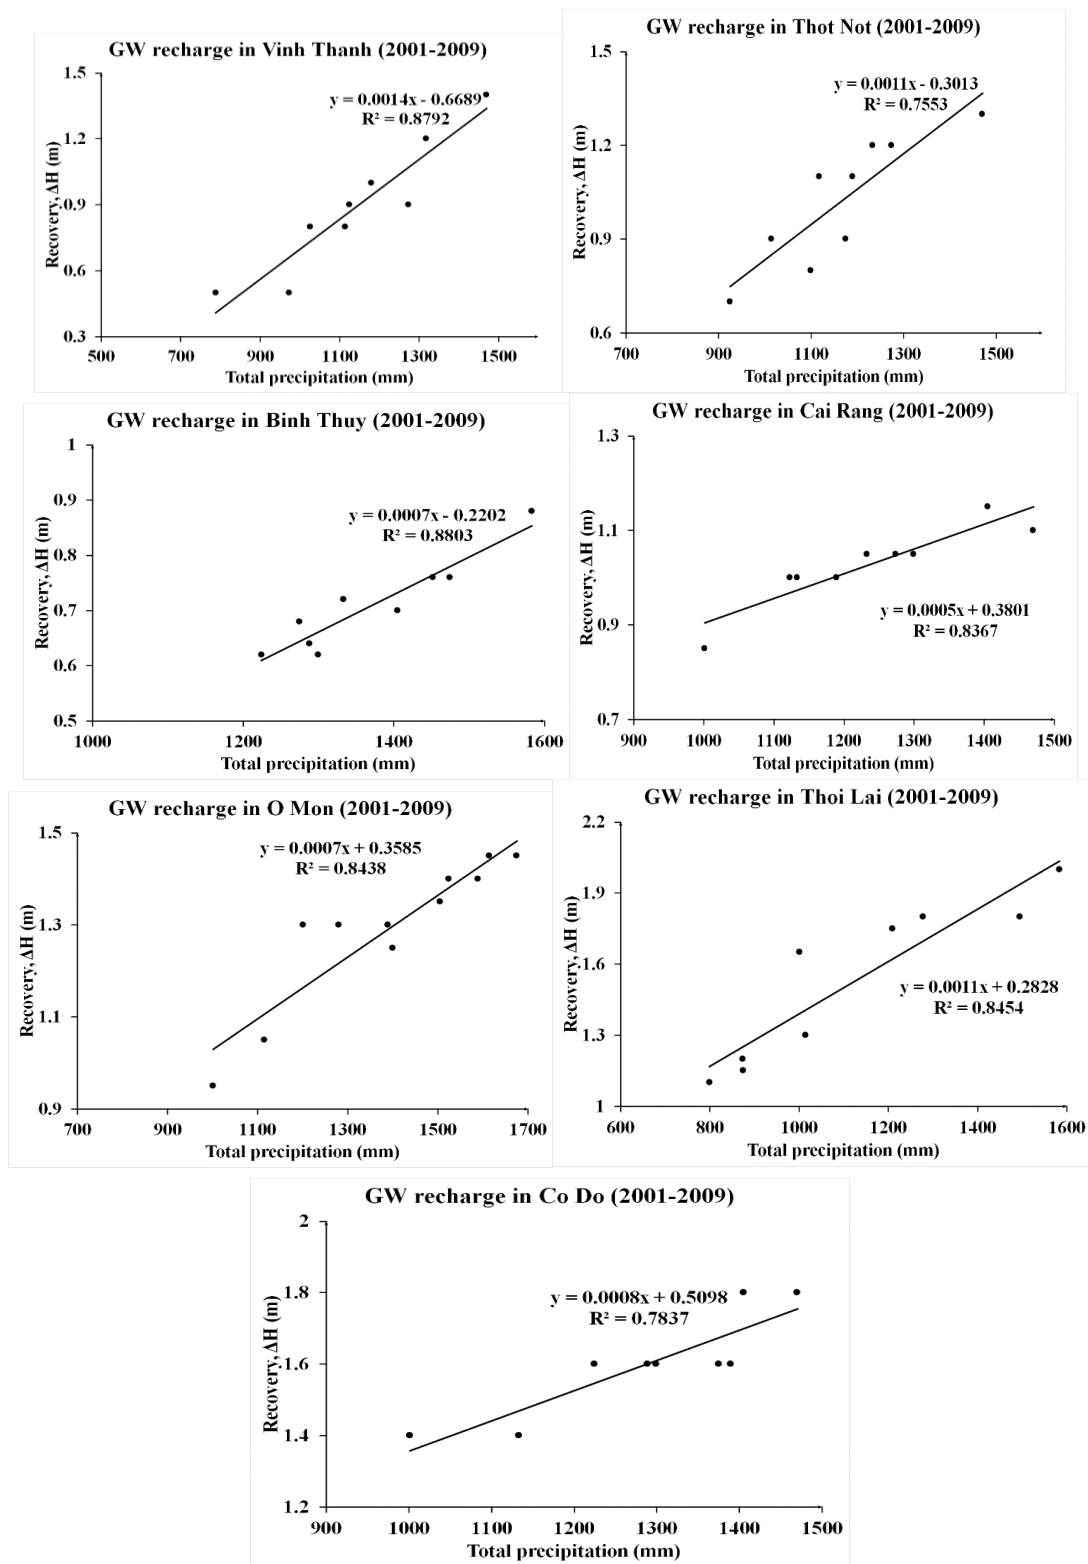 GW recharge in Vinh Thanh (2001-2009)
1.5
1.2
0.9
0.6
0.3
Recovery, ΔH (m)
y = 0.0014x - 0.6689
R² = 0.8792
500 700 900 1100 1300 1500
Total precipitation (mm)
GW recharge in Thot Not (2001-2009)
1.5
1.2
0.9
0.6
Recovery, ΔH (m)
y = 0.0011x - 0.3013
R² = 0.7553
700 900 1100 1300 1500
Total precipitation (mm)
GW recharge in Binh Thuy (2001-2009)
1
0.9
0.8
0.7
0.6
0.5
Recovery, ΔH (m)
y = 0.0007x - 0.2202
R² = 0.8803
1000 1200 1400 1600
Total precipitation (mm)
GW recharge in Cai Rang (2001-2009)
1.3
1.1
0.9
0.7
Recovery, ΔH (m)
y = 0.0005x + 0.3801
R² = 0.8367
900 1000 1100 1200 1300 1400 1500
Total precipitation (mm)
GW recharge in O Mon (2001-2009)
1.5
1.3
1.1
0.9
Recovery, ΔH (m)
y = 0.0007x + 0.3585
R² = 0.8438
700 900 1100 1300 1500 1700
Total precipitation (mm)
GW recharge in Thoi Lai (2001-2009)
2.2
1.9
1.6
1.3
1
Recovery, ΔH (m)
y = 0.0011x + 0.2828
R² = 0.8454
600 800 1000 1200 1400 1600
Total precipitation (mm)
GW recharge in Co Do (2001-2009)
2
1.8
1.6
1.4
1.2
Recovery, ΔH (m)
y = 0.0008x + 0.5098
R² = 0.7837
900 1000 1100 1200 1300 1400 1500
Total precipitation (mm)